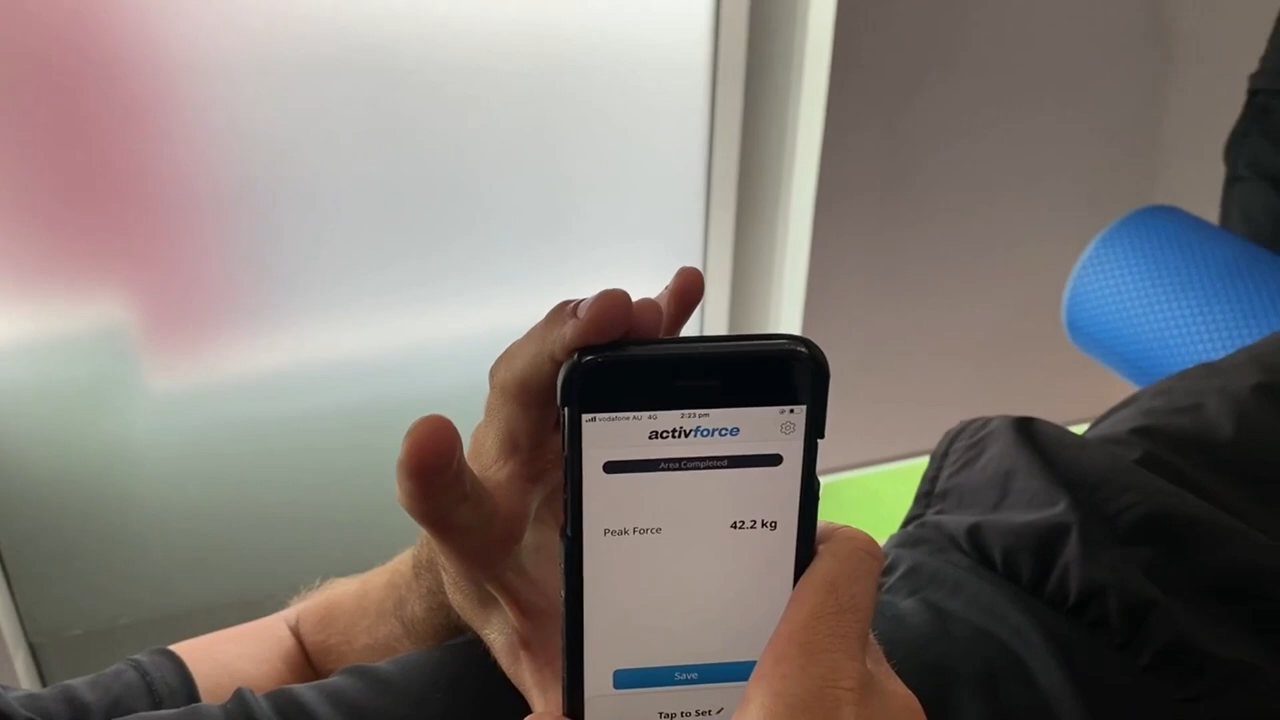 vodafone AU 4G 2:23 pm
activforce
Area Completed
Peak Force 42.2 kg
Save
Tap to Set